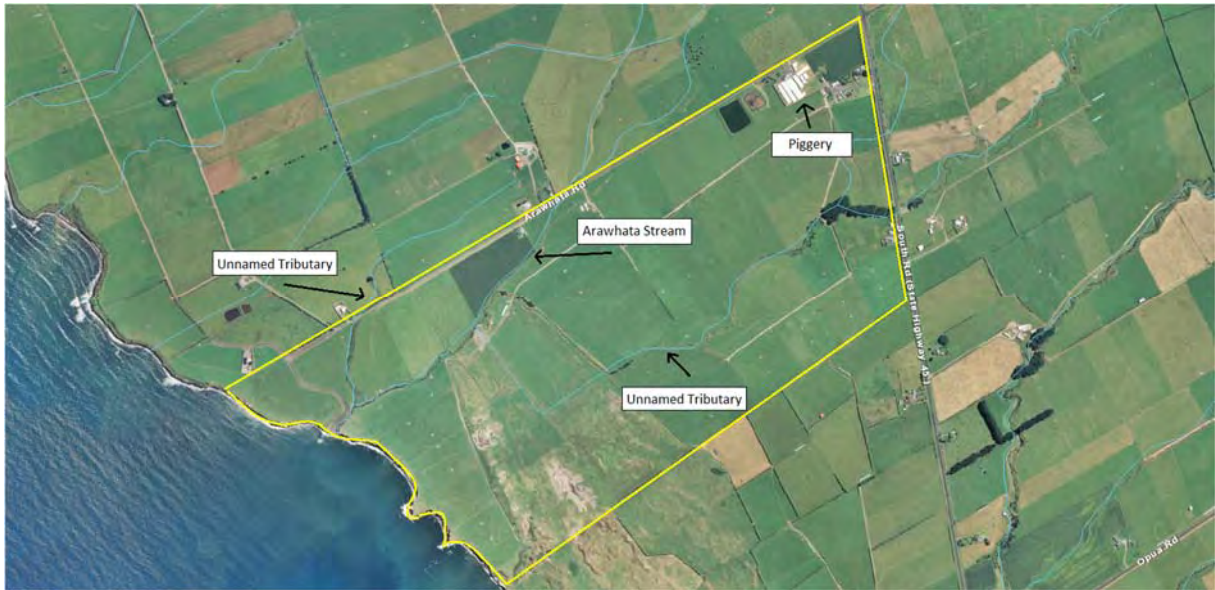 Piggery
Arawhata Rd
Arawhata Stream
Unnamed Tributary
South Rd (State Highway 45)
Unnamed Tributary
Opua Rd